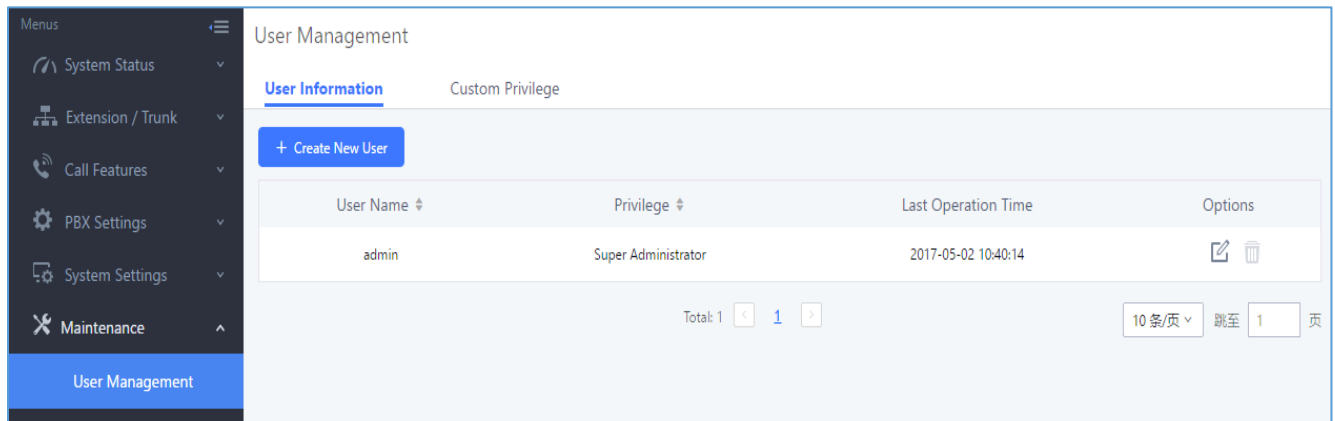 Menus
System Status
Extension / Trunk
Call Features
PBX Settings
System Settings
Maintenance
User Management
User Management
User Information Custom Privilege
+ Create New User
User Name Privilege Last Operation Time Options
admin Super Administrator 2017-05-02 10:40:14
Total: 1 < 1 > 10 条/页 跳至 1 页